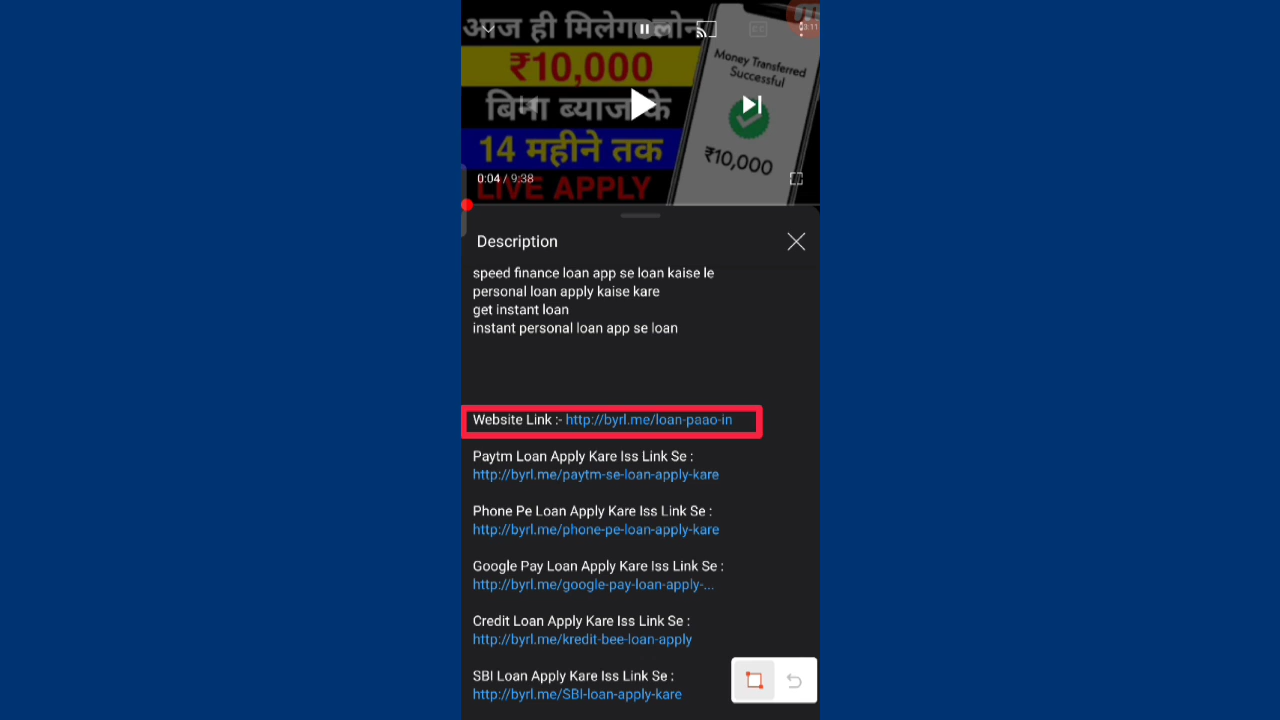 आज ही मिलेगा लोन
₹10,000
बिना ब्याज के
14 महीने तक
LIVE APPLY
Money Transferred
Successful
₹10,000
CC
3:11
0:04 / 9:38
Description
speed finance loan app se loan kaise le
personal loan apply kaise kare
get instant loan
instant personal loan app se loan
Website Link :- http://byrl.me/loan-paao-in
Paytm Loan Apply Kare Iss Link Se :
http://byrl.me/paytm-se-loan-apply-kare
Phone Pe Loan Apply Kare Iss Link Se :
http://byrl.me/phone-pe-loan-apply-kare
Google Pay Loan Apply Kare Iss Link Se :
http://byrl.me/google-pay-loan-apply-...
Credit Loan Apply Kare Iss Link Se :
http://byrl.me/kredit-bee-loan-apply
SBI Loan Apply Kare Iss Link Se :
http://byrl.me/SBI-loan-apply-kare